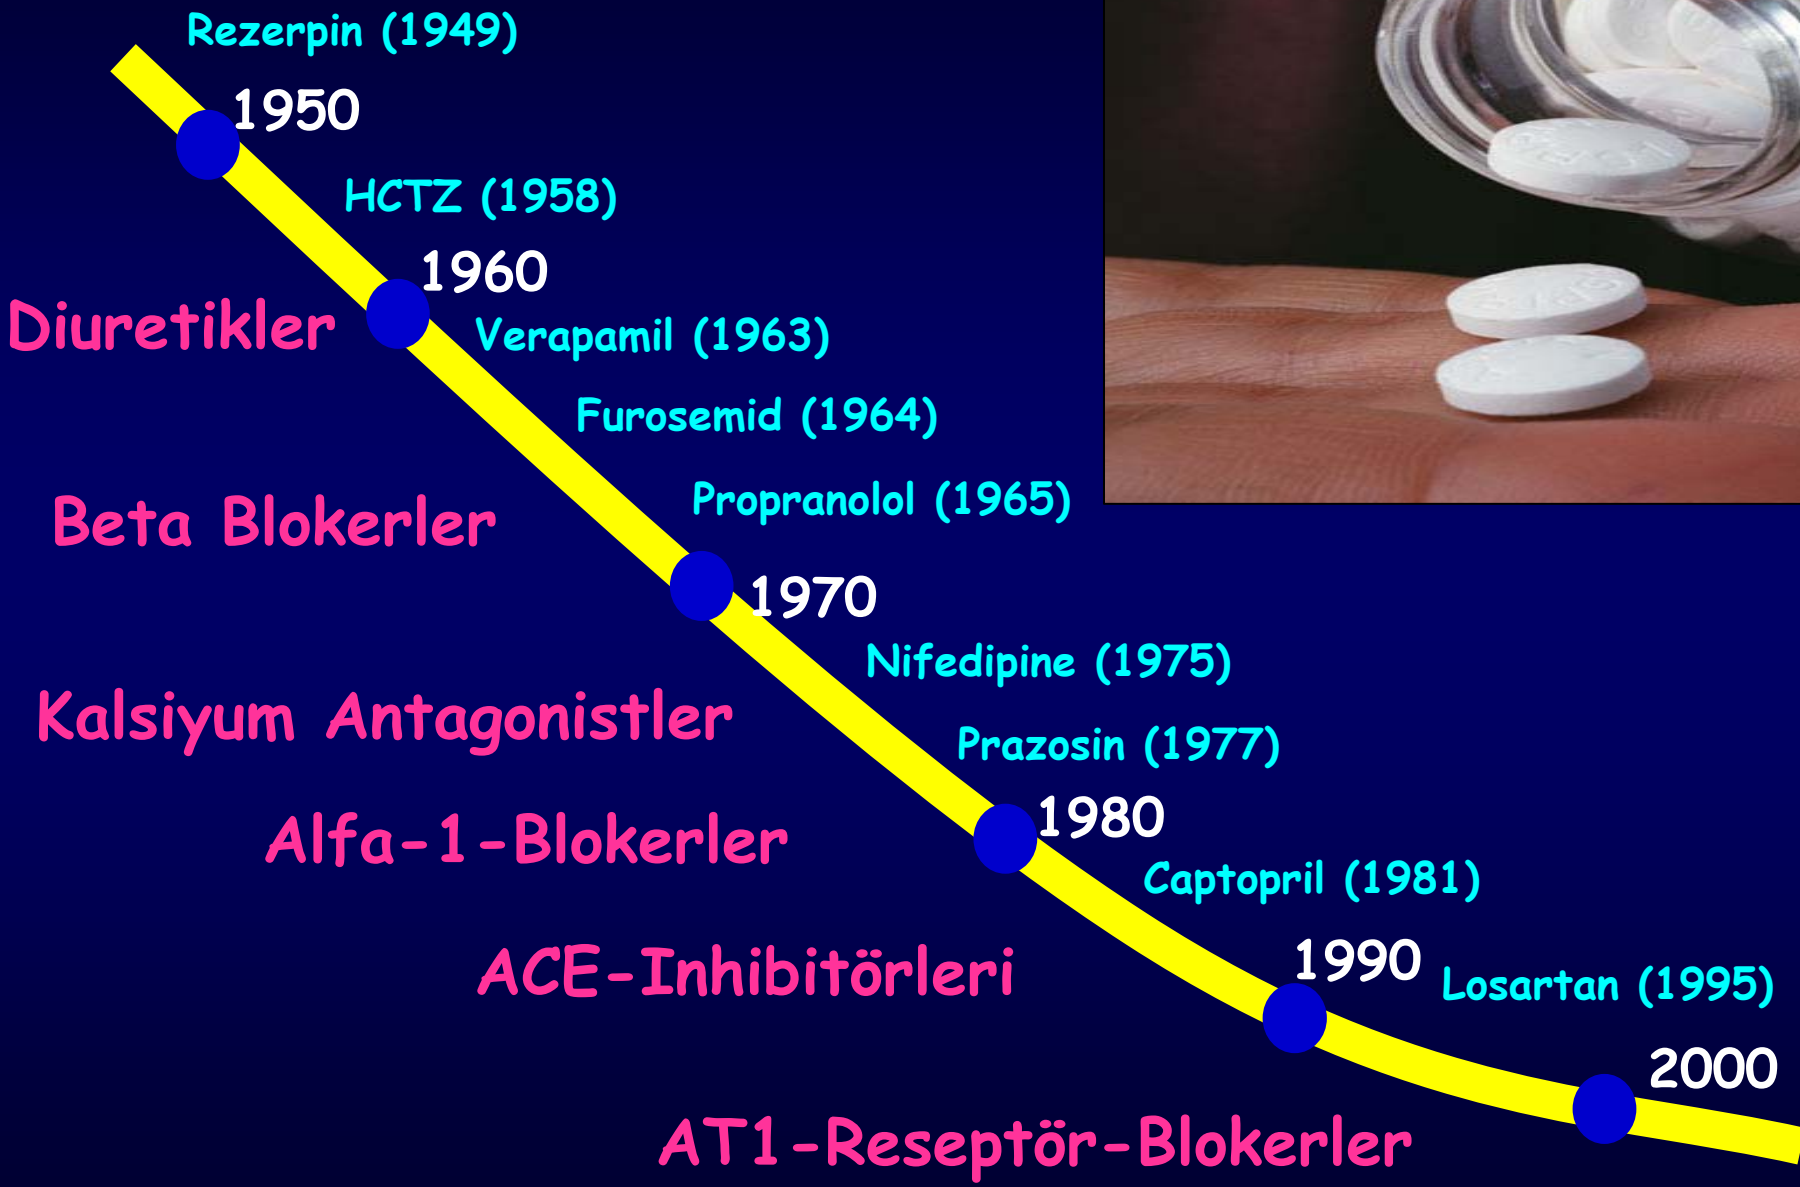 Rezerpin (1949)
1950
HCTZ (1958)
1960
Diuretikler
Verapamil (1963)
Furosemid (1964)
Propranolol (1965)
Beta Blokerler
1970
Nifedipine (1975)
Kalsiyum Antagonistler
Prazosin (1977)
1980
Alfa-1-Blokerler
Captopril (1981)
1990
ACE-Inhibitörleri
Losartan (1995)
2000
AT1-Reseptör-Blokerler